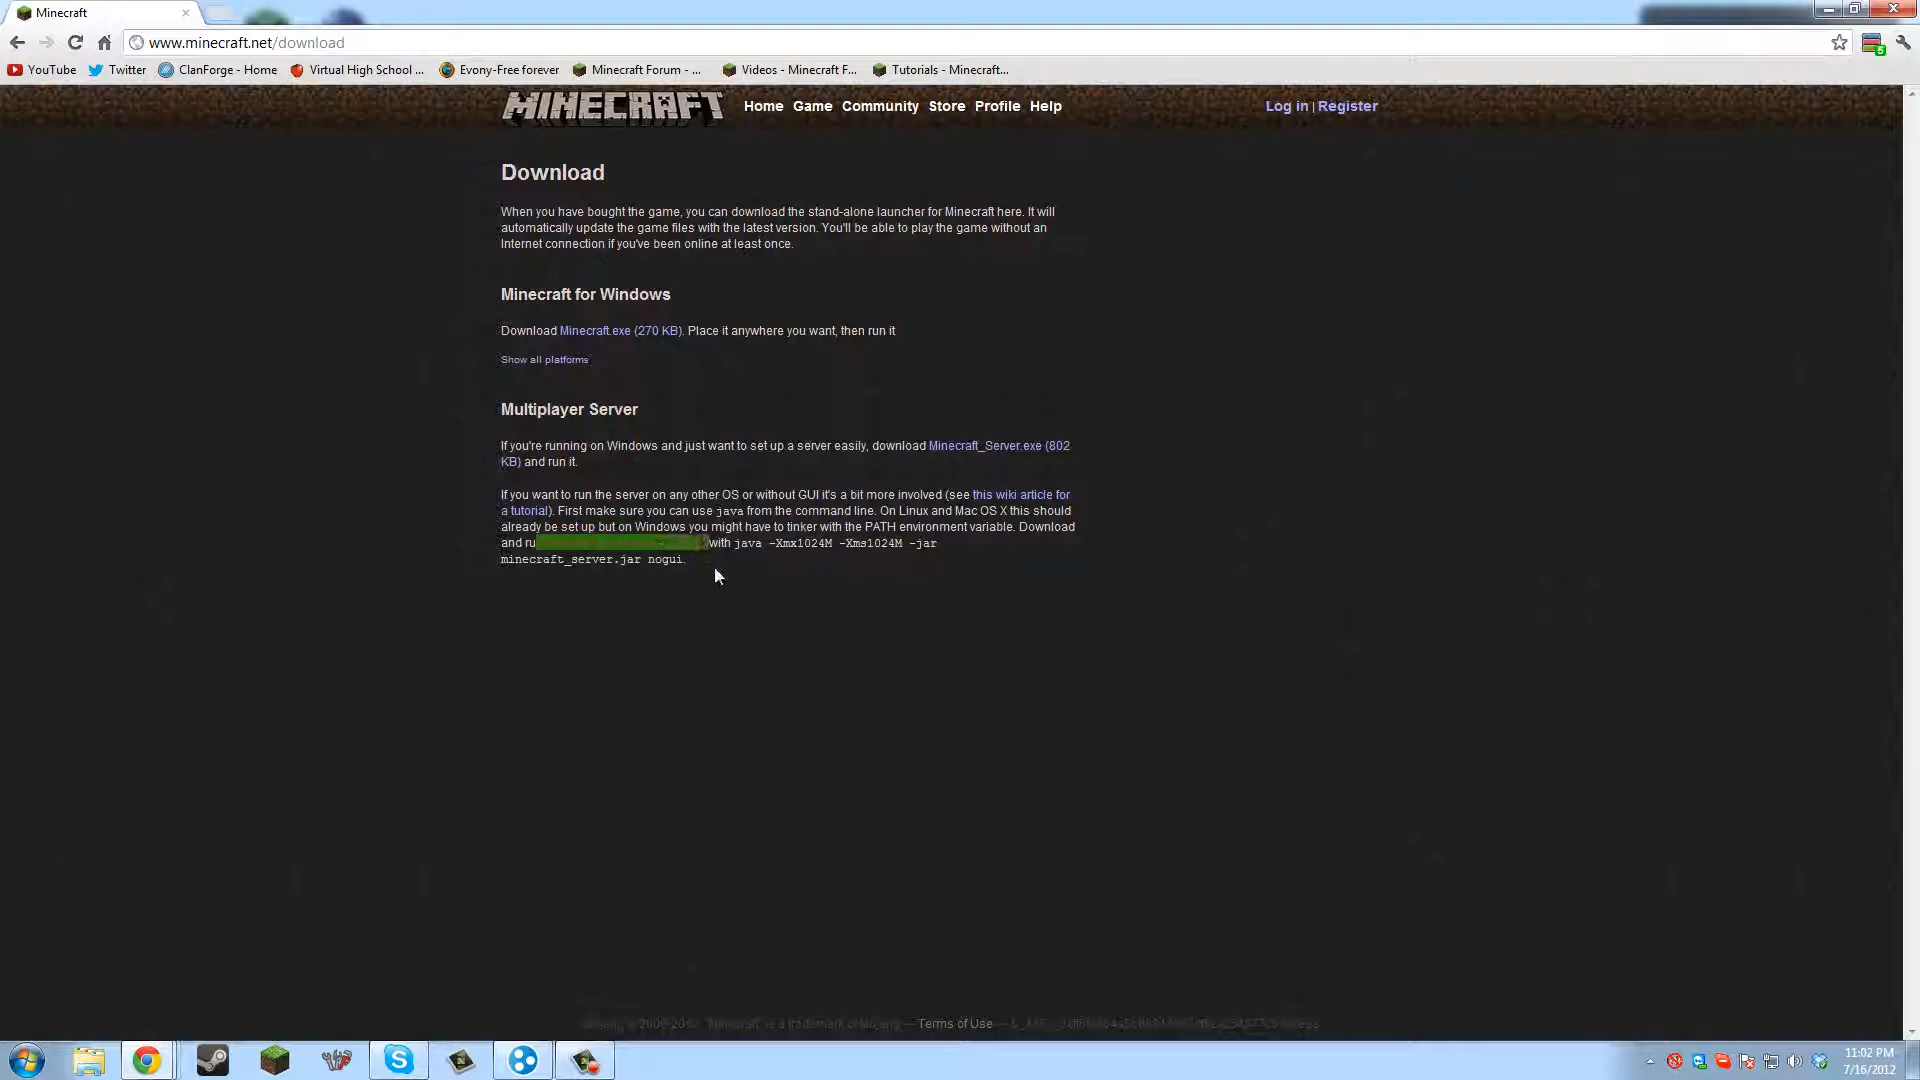 Minecraft
www.minecraft.net/download
YouTube Twitter ClanForge - Home Virtual High School ... Evony-Free forever Minecraft Forum - ... Videos - Minecraft F... Tutorials - Minecraft...
MINECRAFT Home Game Community Store Profile Help Log in | Register
Download
When you have bought the game, you can download the stand-alone launcher for Minecraft here. It will
automatically update the game files with the latest version. You'll be able to play the game without an
Internet connection if you've been online at least once.
Minecraft for Windows
Download Minecraft.exe (270 KB). Place it anywhere you want, then run it
Show all platforms
Multiplayer Server
If you're running on Windows and just want to set up a server easily, download Minecraft_Server.exe (802
KB) and run it.
If you want to run the server on any other OS or without GUI it's a bit more involved (see this wiki article for
a tutorial). First make sure you can use java from the command line. On Linux and Mac OS X this should
already be set up but on Windows you might have to tinker with the PATH environment variable. Download
and ru with java -Xmx1024M -Xms1024M -jar
minecraft_server.jar nogui.
Terms of Use
11:02 PM
7/16/2012